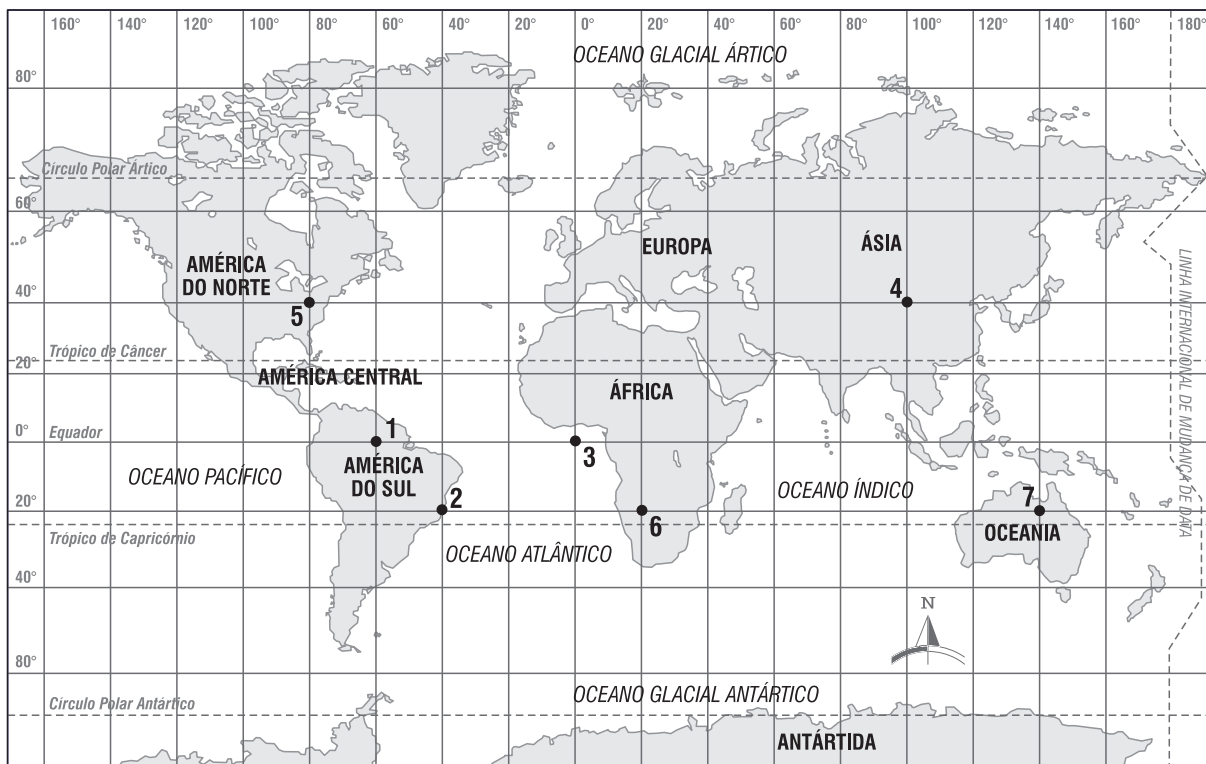 160° 140° 120° 100° 80° 60° 40° 20 0° 20° 40° 60° 80° 100° 120° 140° 160° 180°
OCEANO GLACIAL ÁRTICO
80°
Círculo Polar Ártico
60°
EUROPA
ÁSIA
AMÉRICA
DO NORTE
LINHA INTERNACIONAL DE MUDANÇA DE DATA
4
40°
5
Trópico de Câncer
20°
AMÉRICA CENTRAL
ÁFRICA
0°
Equador
1
3
AMÉRICA
DO SUL
OCEANO PACÍFICO
OCEANO ÍNDICO
2
7
20°
6
Trópico de Capricórnio
OCEANIA
OCEANO ATLÂNTICO
40°
N
80°
OCEANO GLACIAL ANTÁRTICO
Círculo Polar Antártico
ANTÁRTIDA